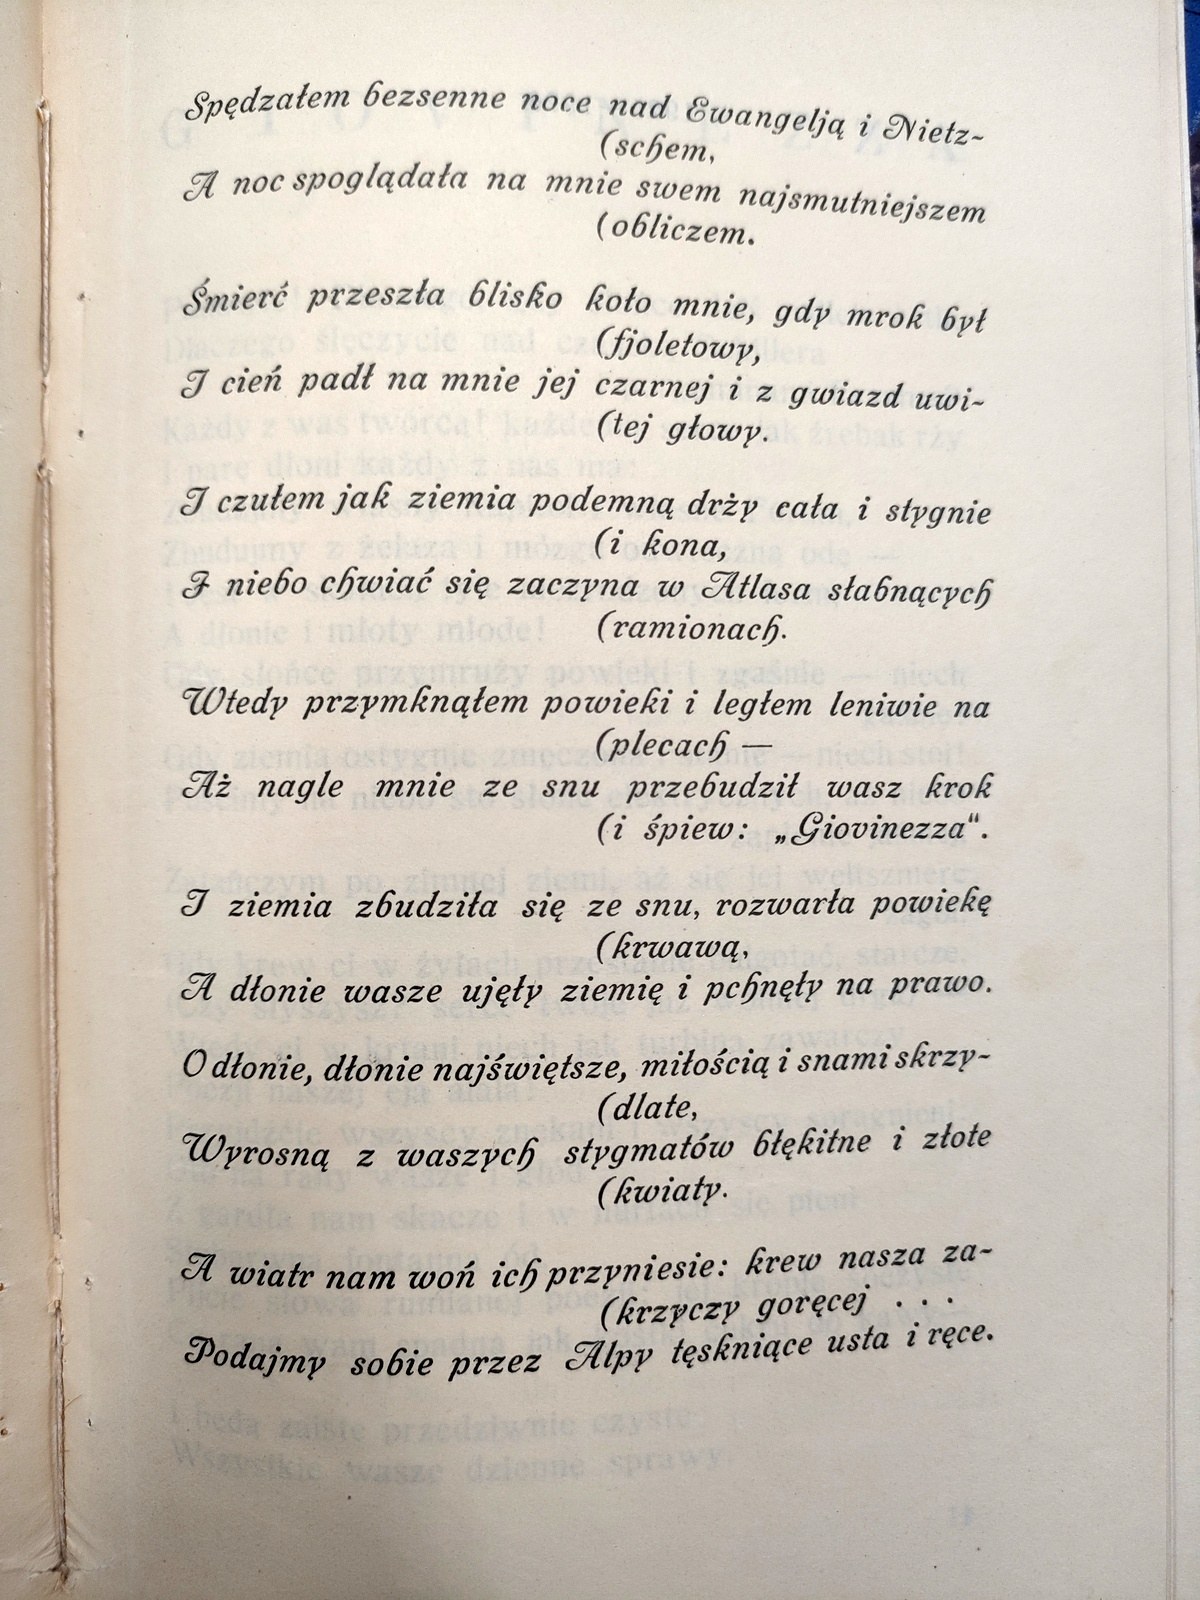 Spędzałem bezsenne noce nad Ewangelją i Nietz-
(schem,
A noc spoglądała na mnie swem najsmutniejszem
(obliczem.
Śmierć przeszła blisko koło mnie, gdy mrok był
(fjoletowy,
I cień padł na mnie jej czarnej i z gwiazd uwi-
(tej głowy.
I czułem jak ziemia podemną drży cała i stygnie
(i kona,
I niebo chwiać się zaczyna w Atlasa słabnących
(ramionach.
Wtedy przymknąłem powieki iległem leniwie na
(plecach —
Aż nagle mnie ze snu przebudził wasz krok
(i śpiew: „Giovinezza“.
I ziemia zbudziła się ze snu, rozwarła powiekę
(krwawą,
A dłonie wasze ujęły ziemię i pchnęły na prawo.
O dłonie, dłonie najświętsze, miłością i snami skrzy-
(dlate,
Wyrosną z waszych stygmatów błękitne i złote
(kwiaty.
A wiatr nam woń ich przyniesie: krew nasza za-
(krzyczy goręcej . . .
Podajmy sobie przez Alpy tęskniące usta i ręce.